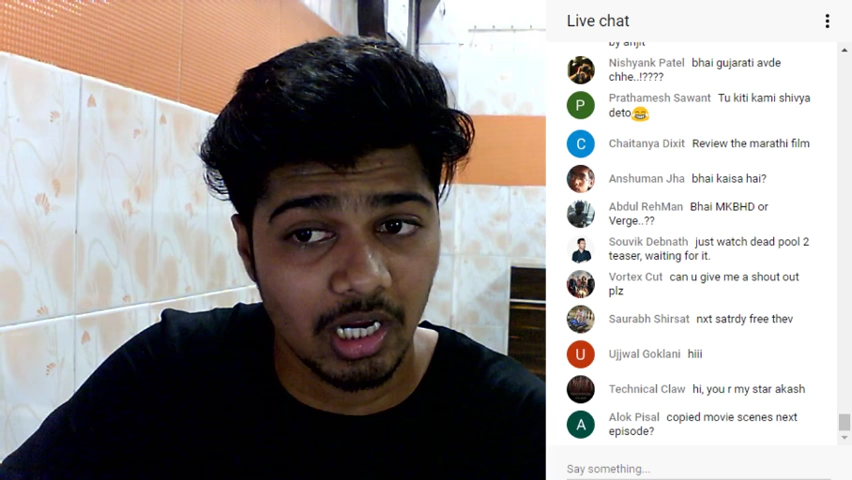 Live chat
by arijit
Nishyank Patel bhai gujarati avde
chhe..!????
P Prathamesh Sawant Tu kiti kami shivya
deto😂
C Chaitanya Dixit Review the marathi film
Anshuman Jha bhai kaisa hai?
Abdul RehMan Bhai MKBHD or
Verge..??
Souvik Debnath just watch dead pool 2
teaser, waiting for it.
Vortex Cut can u give me a shout out
plz
Saurabh Shirsat nxt satrdy free thev
U Ujjwal Goklani hiii
Technical Claw hi, you r my star akash
A Alok Pisal copied movie scenes next
episode?
Say something...